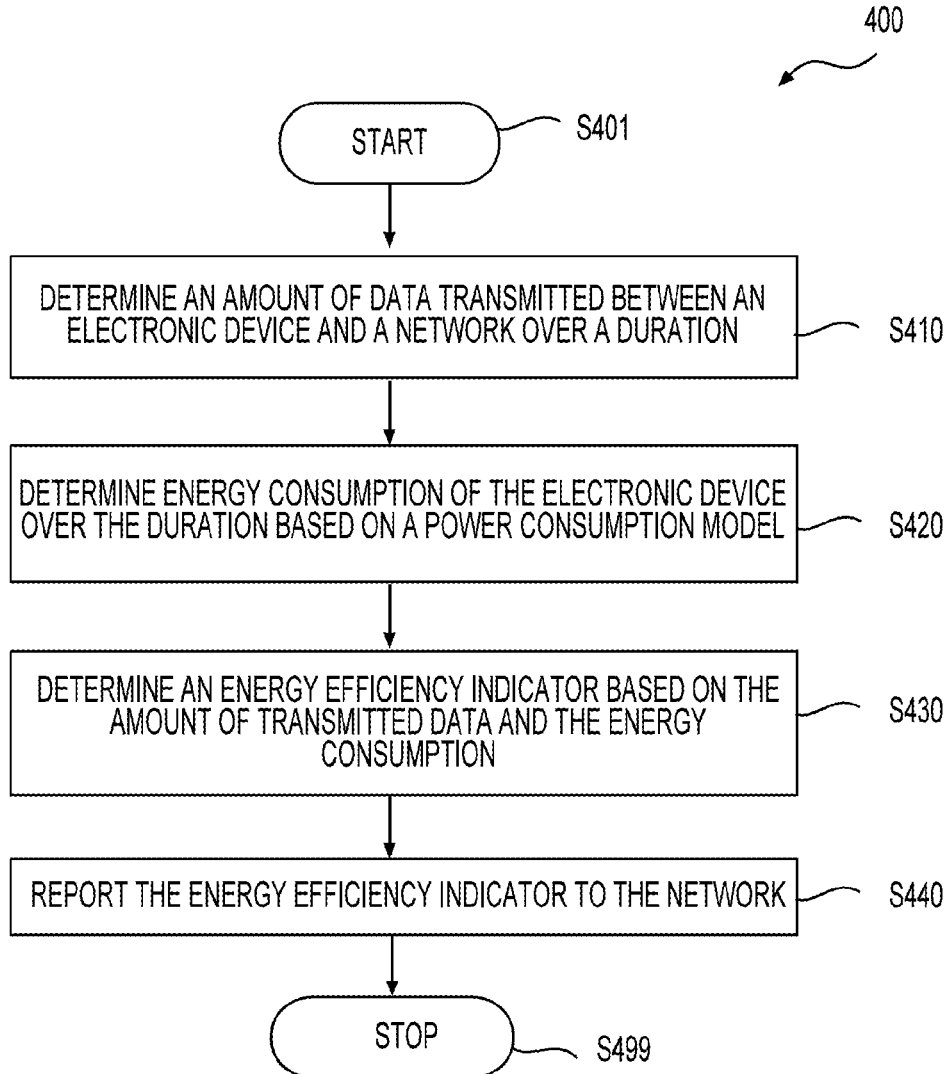 400
START
S401
DETERMINE AN AMOUNT OF DATA TRANSMITTED BETWEEN AN
ELECTRONIC DEVICE AND A NETWORK OVER A DURATION
S410
DETERMINE ENERGY CONSUMPTION OF THE ELECTRONIC DEVICE
OVER THE DURATION BASED ON A POWER CONSUMPTION MODEL
S420
DETERMINE AN ENERGY EFFICIENCY INDICATOR BASED ON THE
AMOUNT OF TRANSMITTED DATA AND THE ENERGY
CONSUMPTION
S430
REPORT THE ENERGY EFFICIENCY INDICATOR TO THE NETWORK
S440
STOP
S499